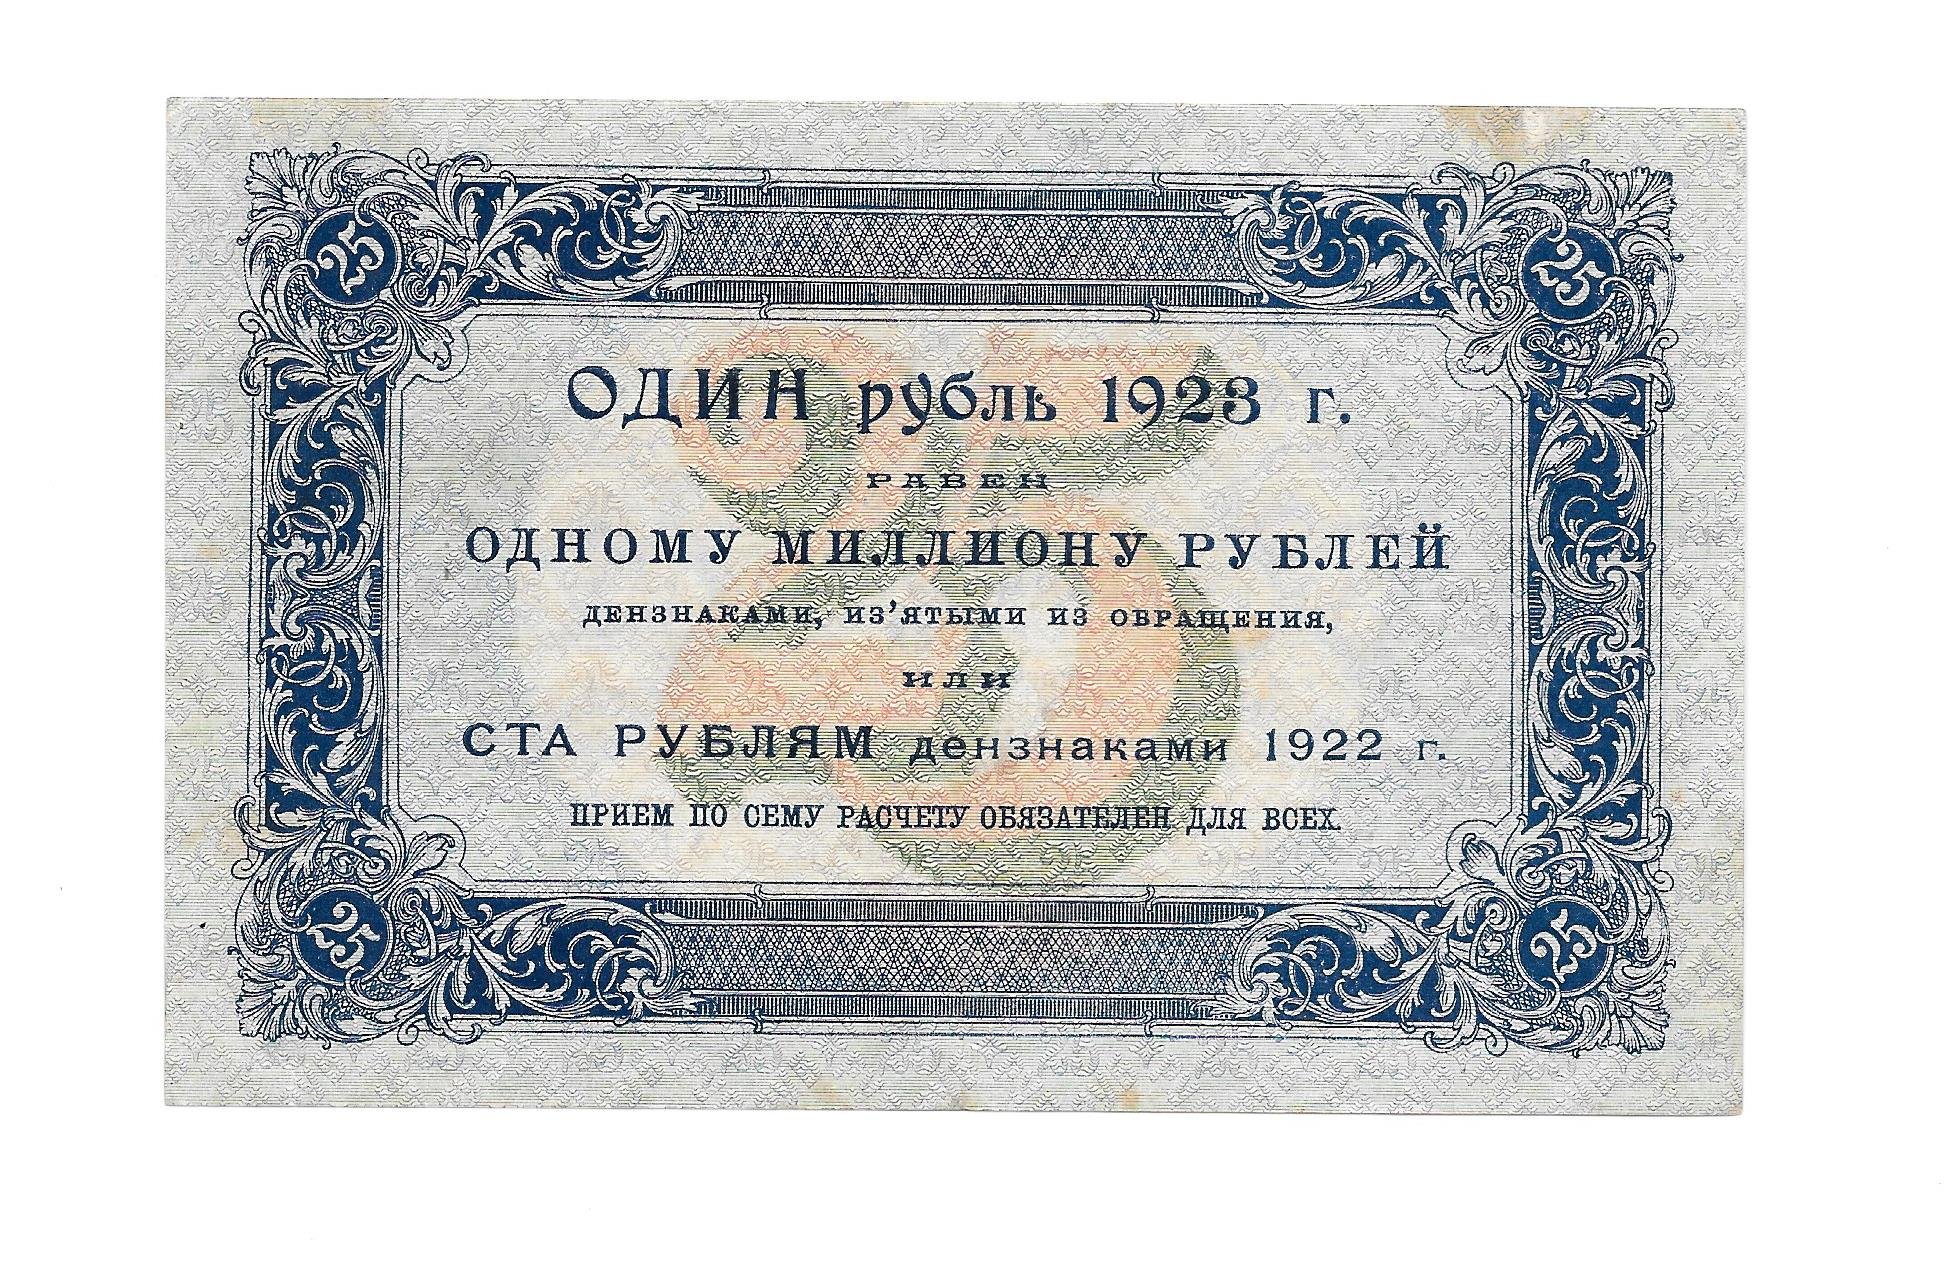 25 25
ОДИН рубль 1923 г.
РАВЕН
ОДНОМУ МИЛЛИОНУ РУБЛЕЙ
ДЕНЗНАКАМИ, ИЗ’ЯТЫМИ ИЗ ОБРАЩЕНИЯ,
ИЛИ
СТА РУБЛЯМ дензнаками 1922 г.
ПРИЕМ ПО СЕМУ РАСЧЕТУ ОБЯЗАТЕЛЕН ДЛЯ ВСЕХ.
25 25
25